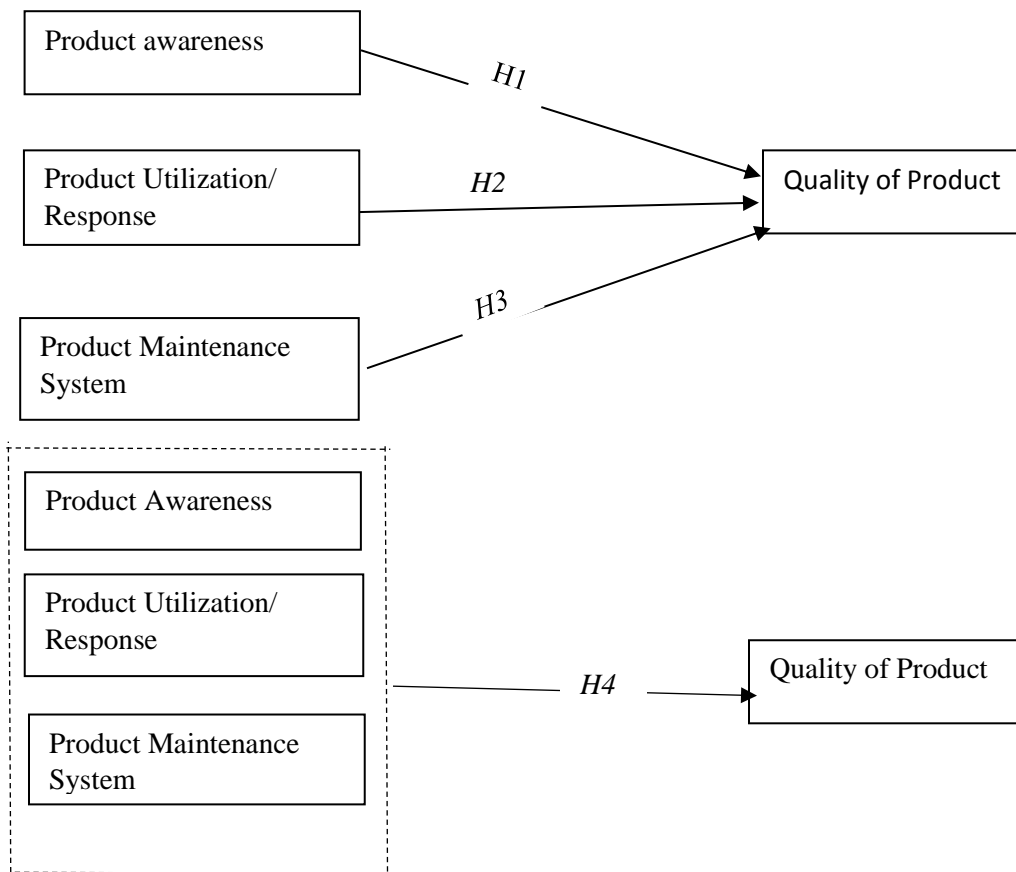 Product awareness
H1
Product Utilization/
Response
H2
Quality of Product
H3
Product Maintenance
System
Product Awareness
Product Utilization/
Response
H4
Quality of Product
Product Maintenance
System